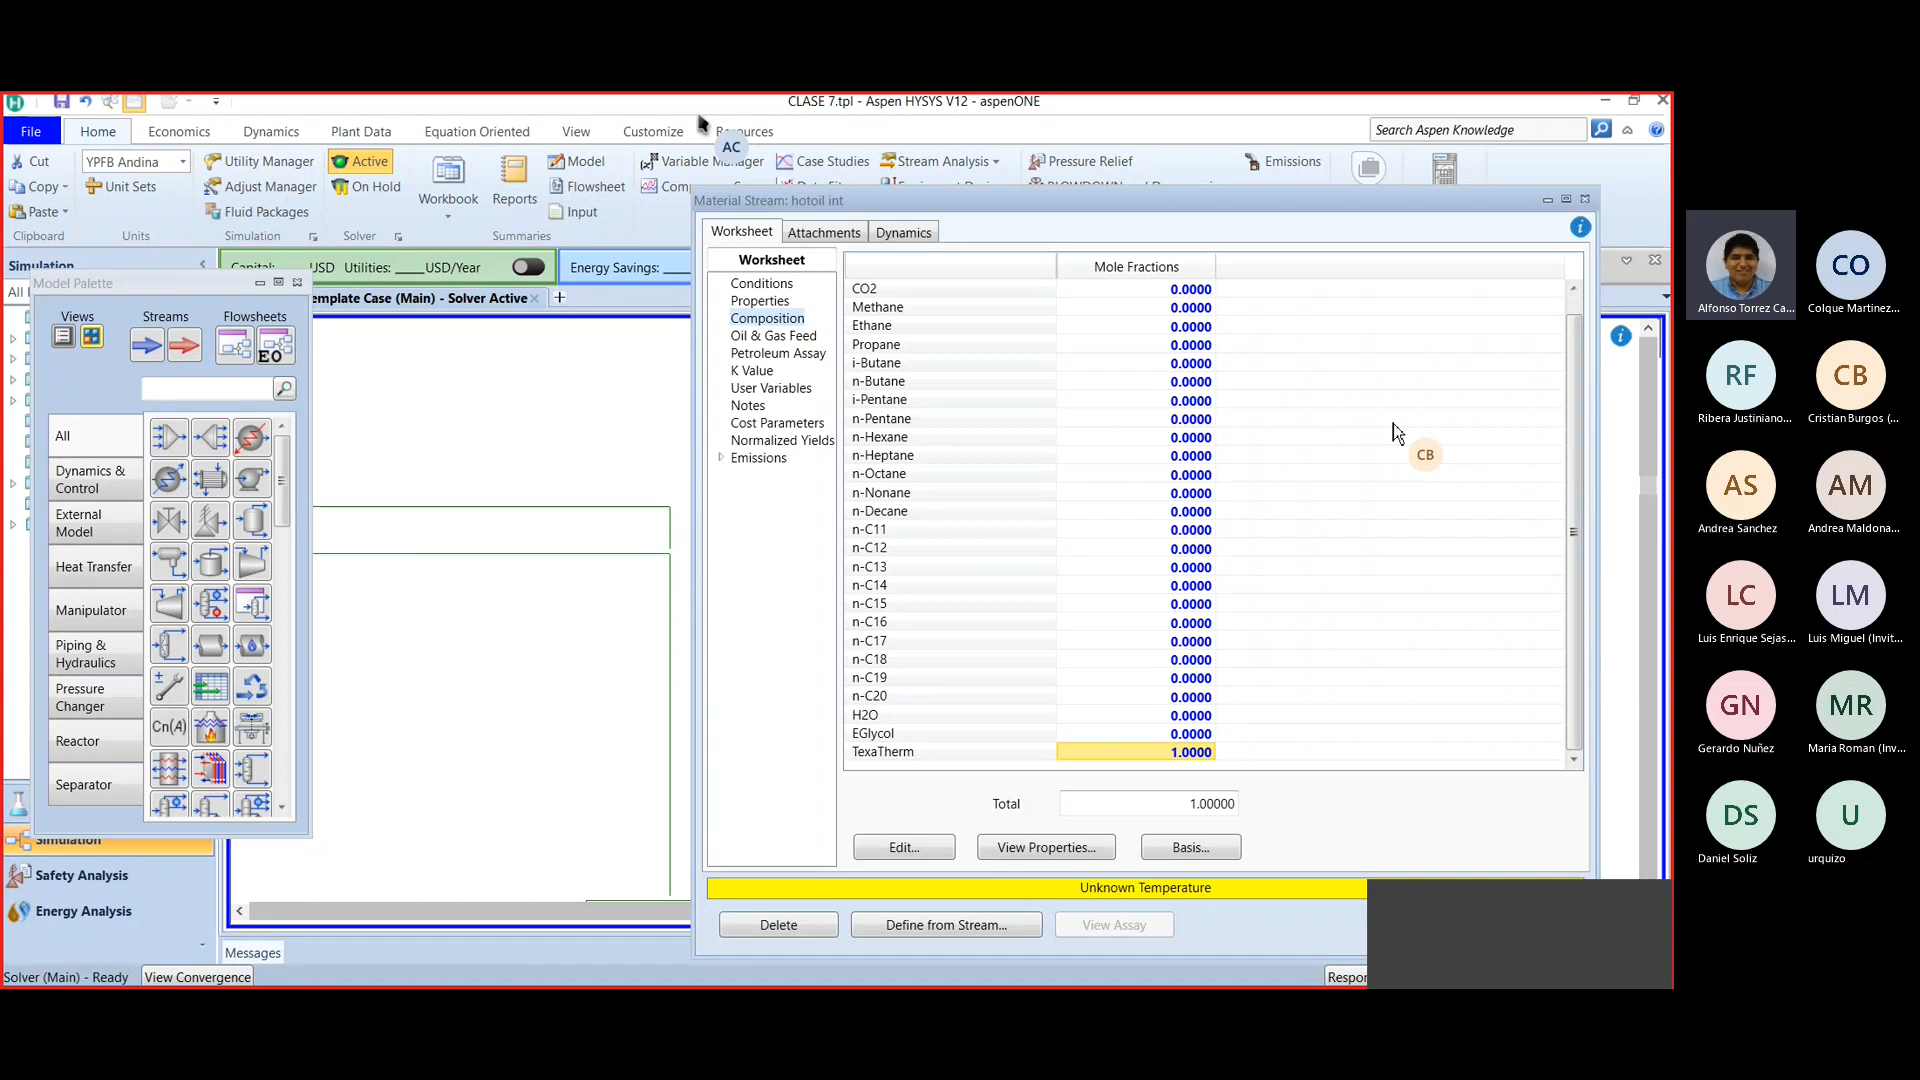 CLASE 7.tpl - Aspen HYSYS V12 - aspenONE
File
Home
Economics
Dynamics
Plant Data
Equation Oriented
View
Customize
Resources
Search Aspen Knowledge
AC
Cut
Copy
Paste
Clipboard
YPFB Andina
Unit Sets
Units
Utility Manager
Adjust Manager
Fluid Packages
Simulation
Active
On Hold
Solver
Workbook
Reports
Model
Flowsheet
Input
Summaries
Variable Manager
Case Studies
Stream Analysis
Pressure Relief
Emissions
Simulation
Capital: USD Utilities: ____USD/Year
Energy Savings: ____
All
emplate Case (Main) - Solver Active
Model Palette
Views
Streams
Flowsheets
EO
All
Dynamics &
Control
External
Model
Heat Transfer
Manipulator
Piping &
Hydraulics
Pressure
Changer
Reactor
Separator
Cn(A)
Simulation
Safety Analysis
Energy Analysis
Messages
Solver (Main) - Ready
View Convergence
Respon
Material Stream: hotoil int
Worksheet
Attachments
Dynamics
Worksheet
Conditions
Properties
Composition
Oil & Gas Feed
Petroleum Assay
K Value
User Variables
Notes
Cost Parameters
Normalized Yields
Emissions
Mole Fractions
CO2 0.0000
Methane 0.0000
Ethane 0.0000
Propane 0.0000
i-Butane 0.0000
n-Butane 0.0000
i-Pentane 0.0000
n-Pentane 0.0000
n-Hexane 0.0000
n-Heptane 0.0000
n-Octane 0.0000
n-Nonane 0.0000
n-Decane 0.0000
n-C11 0.0000
n-C12 0.0000
n-C13 0.0000
n-C14 0.0000
n-C15 0.0000
n-C16 0.0000
n-C17 0.0000
n-C18 0.0000
n-C19 0.0000
n-C20 0.0000
H2O 0.0000
EGlycol 0.0000
TexaTherm 1.0000
CB
Total 1.00000
Edit...
View Properties...
Basis...
Unknown Temperature
Delete
Define from Stream...
View Assay
Alfonso Torrez Ca...
CO
Colque Martinez...
RF
Ribera Justiniano...
CB
Cristian Burgos (...
AS
Andrea Sanchez
AM
Andrea Maldona...
LC
Luis Enrique Sejas...
LM
Luis Miguel (Invit...
GN
Gerardo Nuñez
MR
Maria Roman (Inv...
DS
Daniel Soliz
U
urquizo